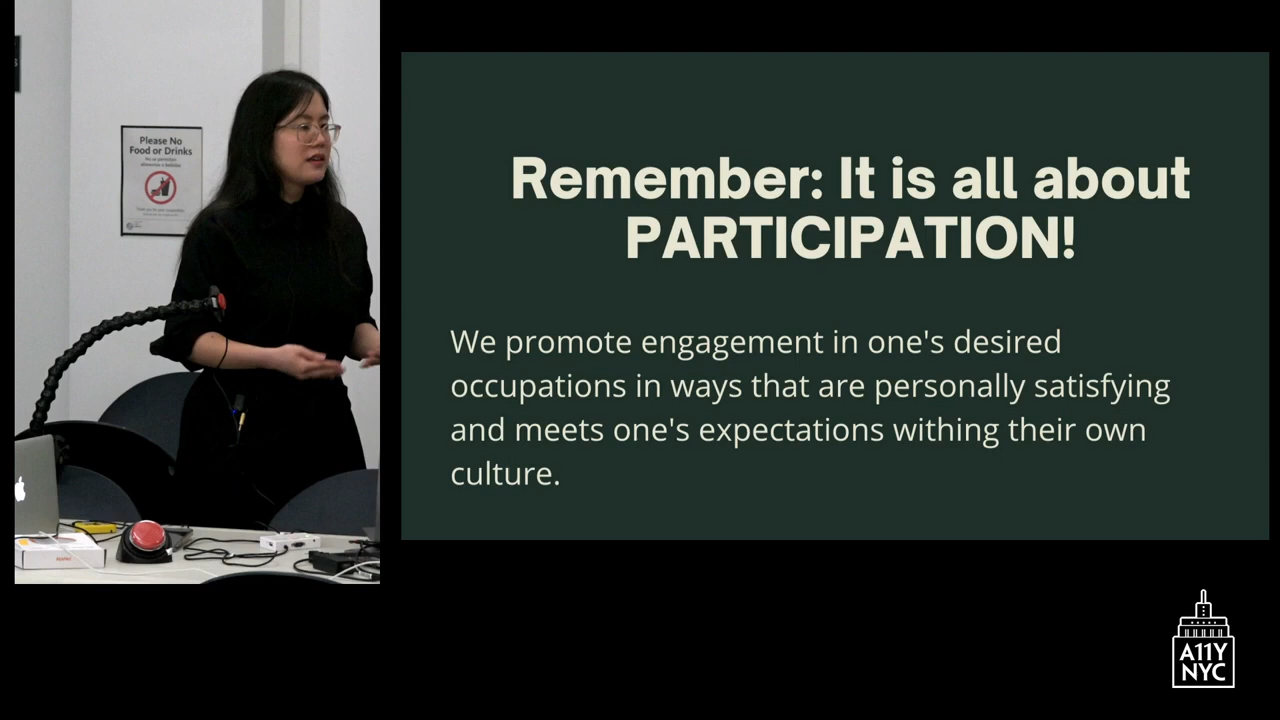 Please No
Food or Drinks
Remember: It is all about
PARTICIPATION!
We promote engagement in one's desired
occupations in ways that are personally satisfying
and meets one's expectations withing their own
culture.
A11Y
NYC